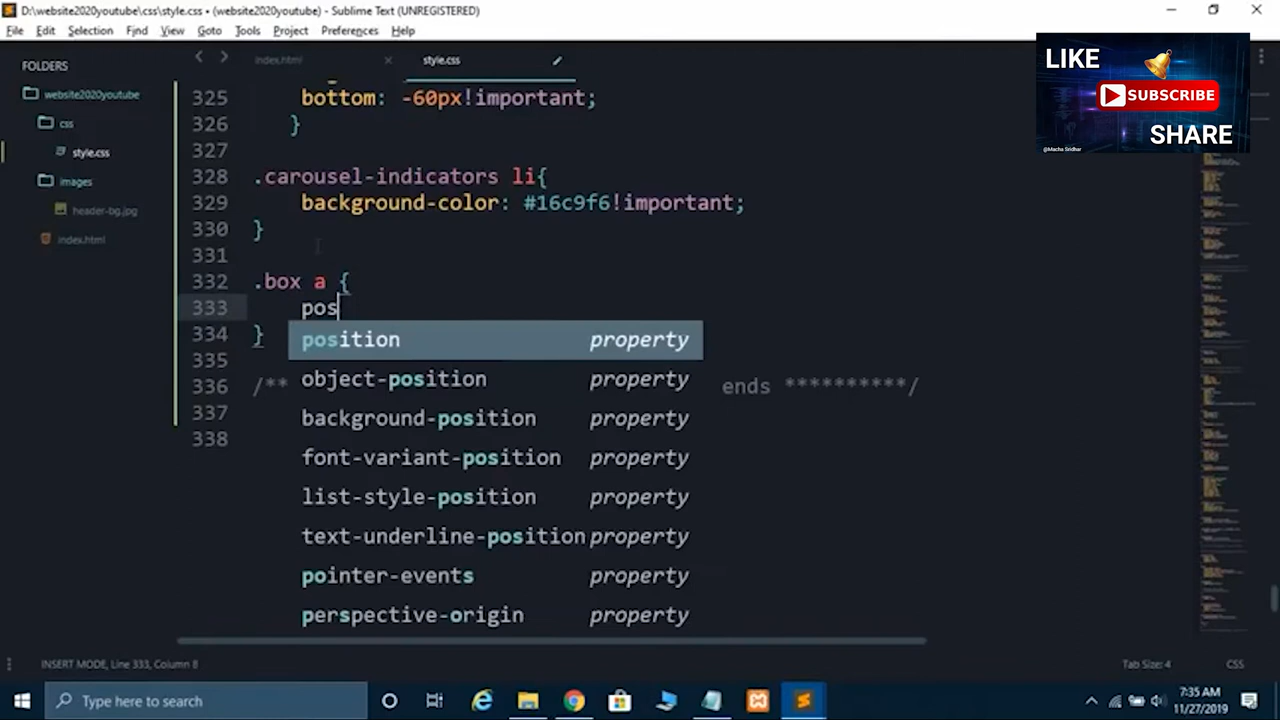 D:\website2020youtube\css\style.css • (website2020youtube) - Sublime Text (UNREGISTERED)
File Edit Selection Find View Goto Tools Project Preferences Help
FOLDERS
website2020youtube
css
style.css
images
header-bg.jpg
index.html
index.html
style.css
LIKE
SUBSCRIBE
SHARE
@Macha Sridhar
325 bottom: -60px!important;
326 }
327
328 .carousel-indicators li{
329 background-color: #16c9f6!important;
330 }
331
332 .box a {
333 pos
334 }
335
336 /** ends **********/
337
338
position property
object-position property
background-position property
font-variant-position property
list-style-position property
text-underline-position property
pointer-events property
perspective-origin property
INSERT MODE, Line 333, Column 8
Tab Size: 4
CSS
Type here to search
7:35 AM
11/27/2019